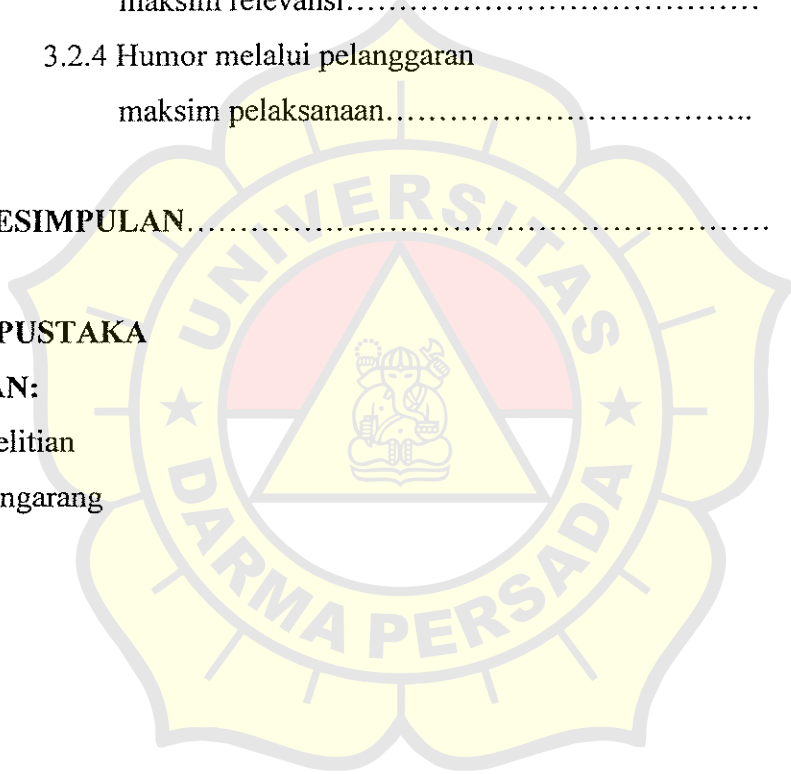 maksim relevansi……………………………………
3.2.4 Humor melalui pelanggaran
maksim pelaksanaan……………………………..
ESIMPULAN…………………………………………………
PUSTAKA
AN:
elitian
ngarang
UNIVERSITAS
DARMA PERSADA